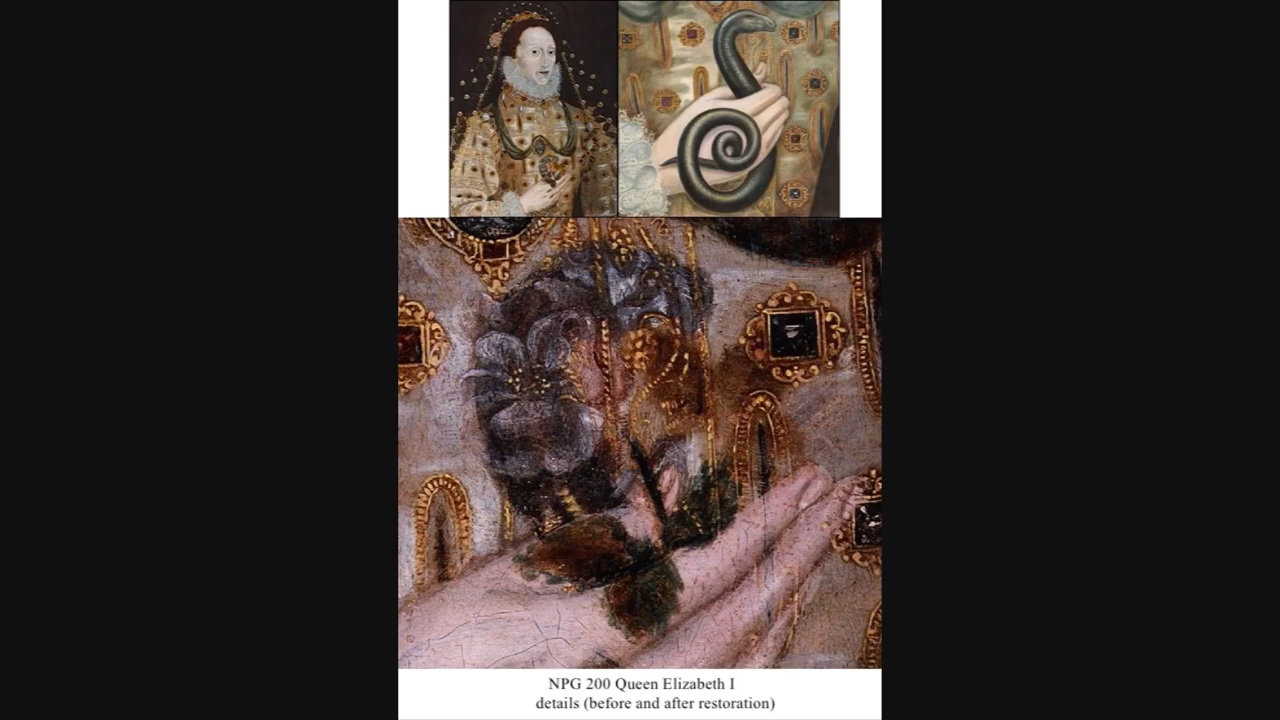 NPG 200 Queen Elizabeth I
details (before and after restoration)